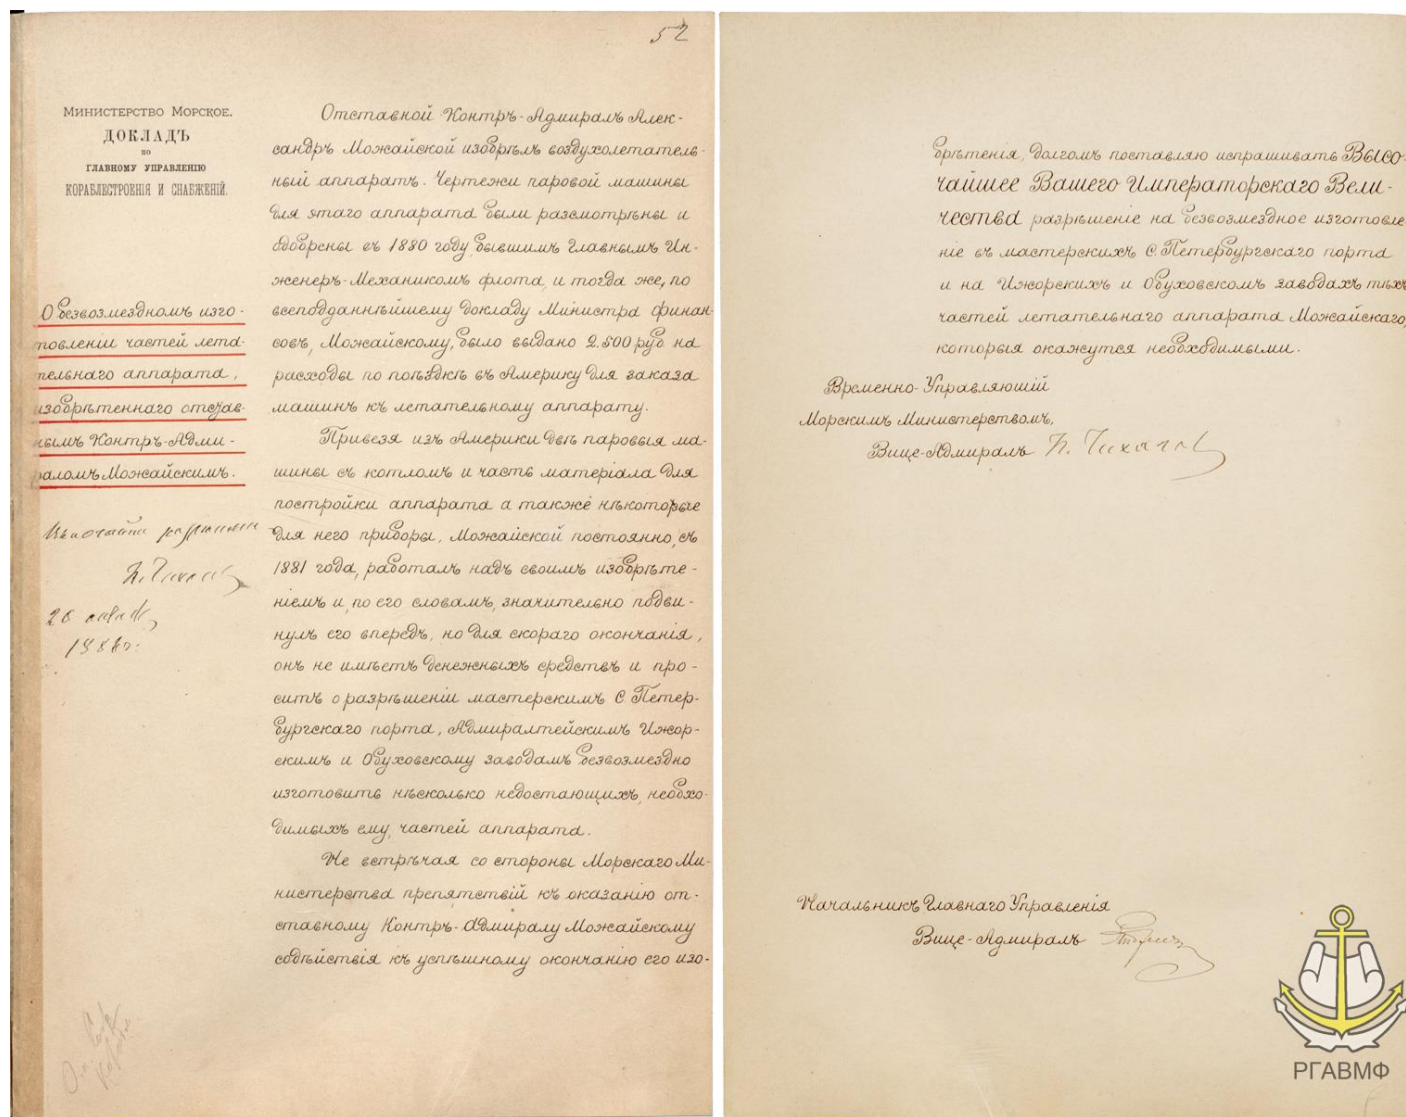 52
Министерство Морское.
ДОКЛАДЪ
по
ГЛАВНОМУ УПРАВЛЕНІЮ
КОРАБЛЕСТРОЕНІЯ И СНАБЖЕНІЙ.
О безвозмездномъ изго-
товленіи частей лета-
тельнаго аппарата,
изобрѣтеннаго отстав-
нымъ Контръ-Адми-
раломъ Можайскимъ.
Высочайше разрешено
Н. Чихачев
26
Отставной Контръ-Адмиралъ Алек-
сандръ Можайской изобрѣлъ воздухолетатель-
ный аппаратъ. Чертежи паровой машины
для этаго аппарата были разсмотрѣны и
одобрены въ 1880 году, бывшимъ Главнымъ Ин-
женеръ-Механикомъ флота, и тогда же, по
всеподданнѣйшему докладу Министра финан-
совъ, Можайскому, было выдано 2.500 руб на
расходы по поѣздкѣ въ Америку для заказа
машинъ къ летательному аппарату.
Привезя изъ Америки двѣ паровыя ма-
шины съ котломъ и часть матеріала для
постройки аппарата а также нѣкоторые
для него приборы, Можайской постоянно, съ
1881 года, работалъ надъ своимъ изобрѣте-
ніемъ и, по его словамъ, значительно подви-
нулъ его впередъ, но для скораго окончанія,
онъ не имѣетъ денежныхъ средствъ и про-
ситъ о разрѣшеніи мастерскимъ С Петер-
бургскаго порта, Адмиралтейскимъ Ижор-
скимъ и Обуховскому заводамъ безвозмездно
изготовить нѣсколько недостающихъ, необхо-
димыхъ ему, частей аппарата.
Не встрѣчая со стороны Морскаго Ми-
нистерства препятствій къ оказанію от-
ставному Контръ-Адмиралу Можайскому
содѣйствія къ успѣшному окончанію его изо-
брѣтенія, долгомъ поставляю испрашивать Высо-
чайшее Вашего Императорскаго Вели-
чества разрѣшеніе на безвозмездное изготовле-
ніе въ мастерскихъ С. Петербургскаго порта
и на Ижорскихъ и Обуховскомъ заводахъ тѣхъ
частей летательнаго аппарата Можайскаго,
которыя окажутся необходимыми.
Временно-Управляющій
Морскимъ Министерствомъ,
Вице-Адмиралъ Н. Чихачев
Начальникъ Главнаго Управленія
Вице-Адмиралъ
РГАВМФ